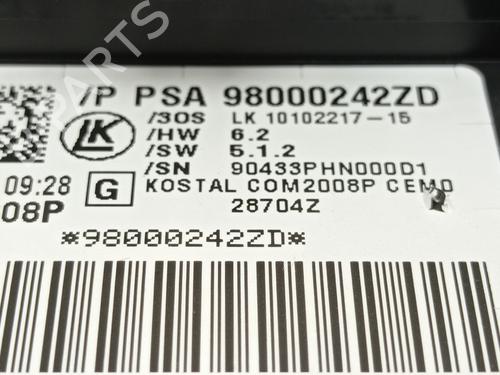 /P PSA 98000242ZD
/3OS LK 10102217-15
LK
/HW 6.2
/SW 5.1.2
/SN 90433PHN000D1
09:28 G KOSTAL COM2008P CEM0
08P 28704Z
*98000242ZD*